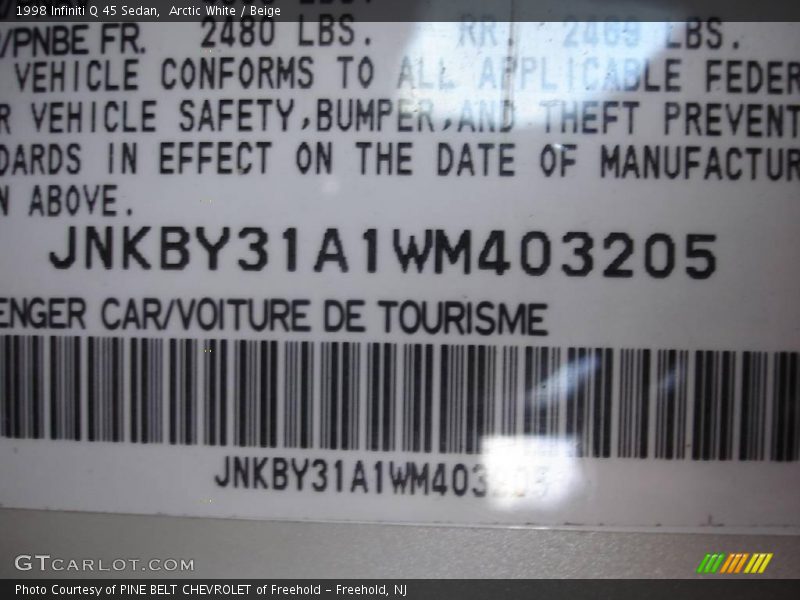 1998 Infiniti Q 45 Sedan,  Arctic White / Beige
/PNBE FR. 2480 LBS. RR. 2469 LBS.
VEHICLE CONFORMS TO ALL APPLICABLE FEDER
R VEHICLE SAFETY,BUMPER,AND THEFT PREVENT
DARDS IN EFFECT ON THE DATE OF MANUFACTUR
N ABOVE.
JNKBY31A1WM403205
ENGER CAR/VOITURE DE TOURISME
JNKBY31A1WM403205
GTCARLOT.COM
Photo Courtesy of PINE BELT CHEVROLET of Freehold – Freehold, NJ